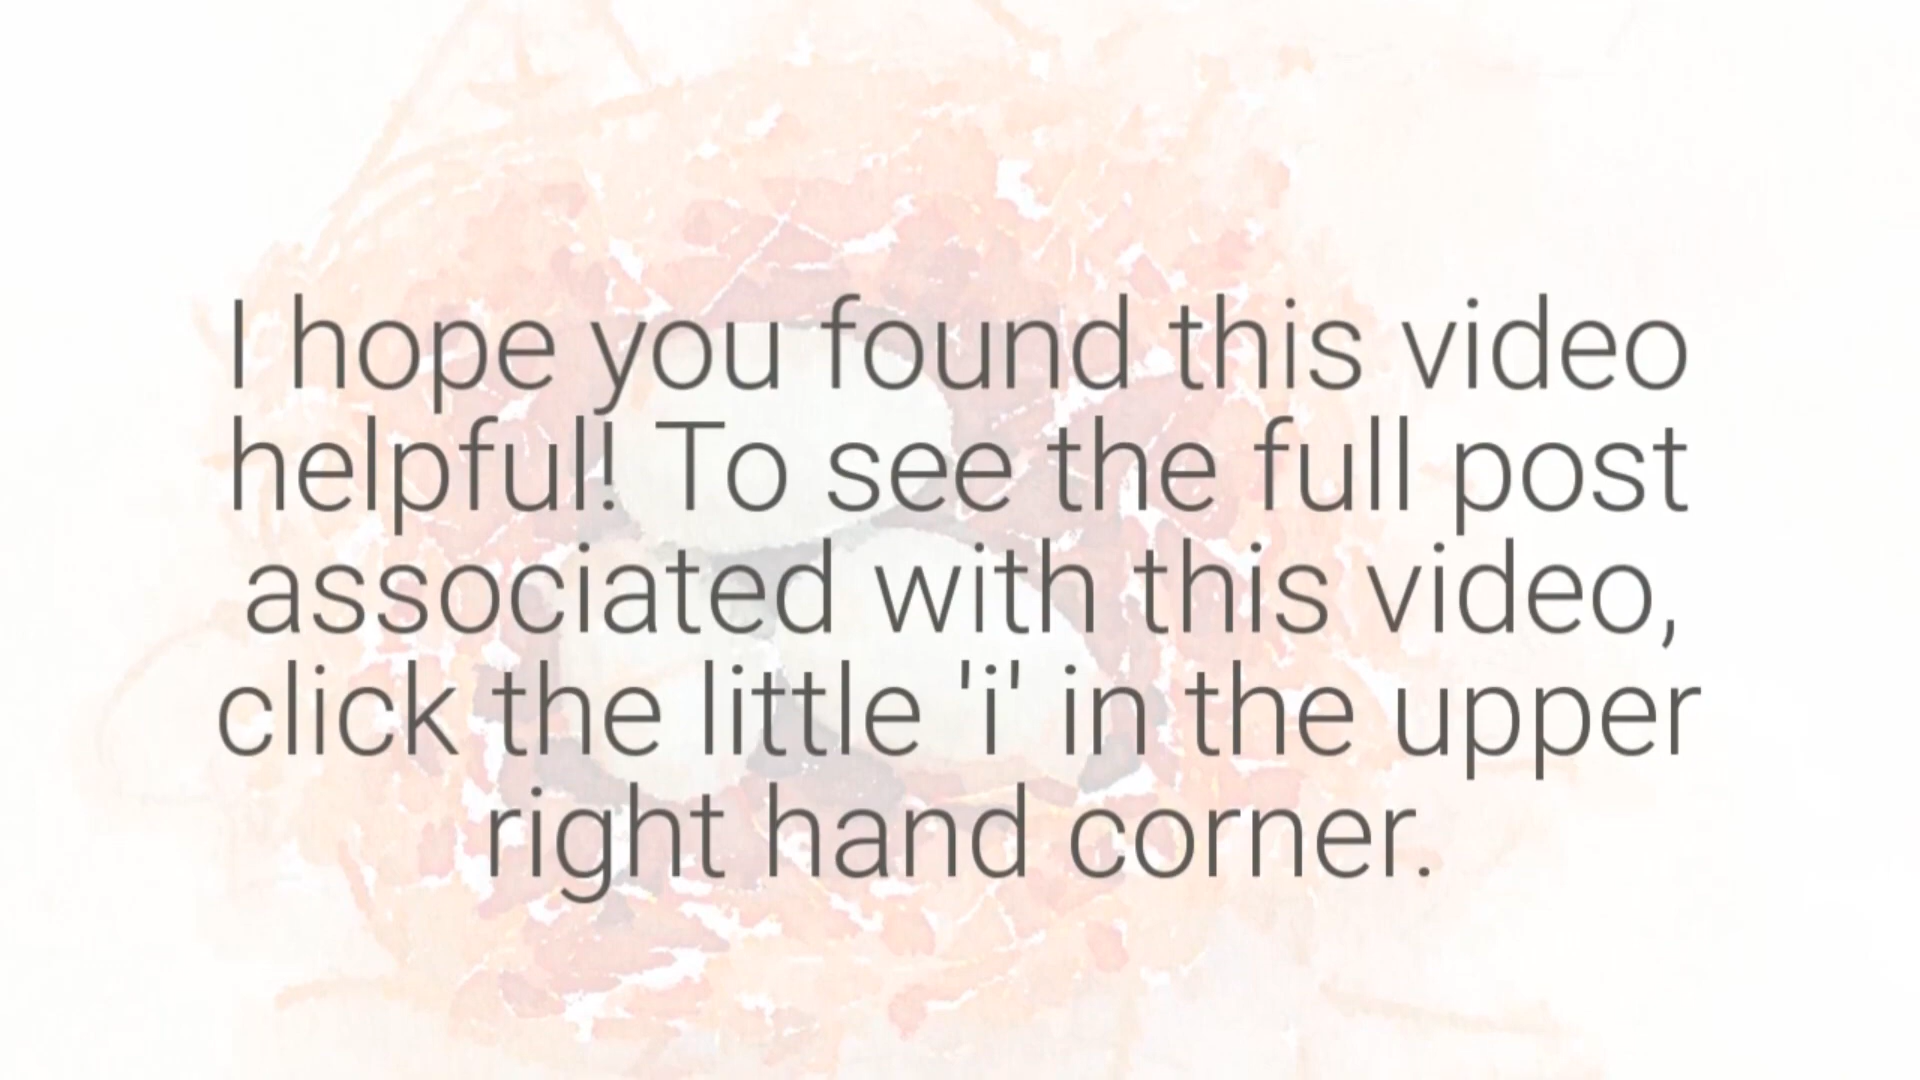 I hope you found this video
helpful! To see the full post
associated with this video,
click the little 'i' in the upper
right hand corner.